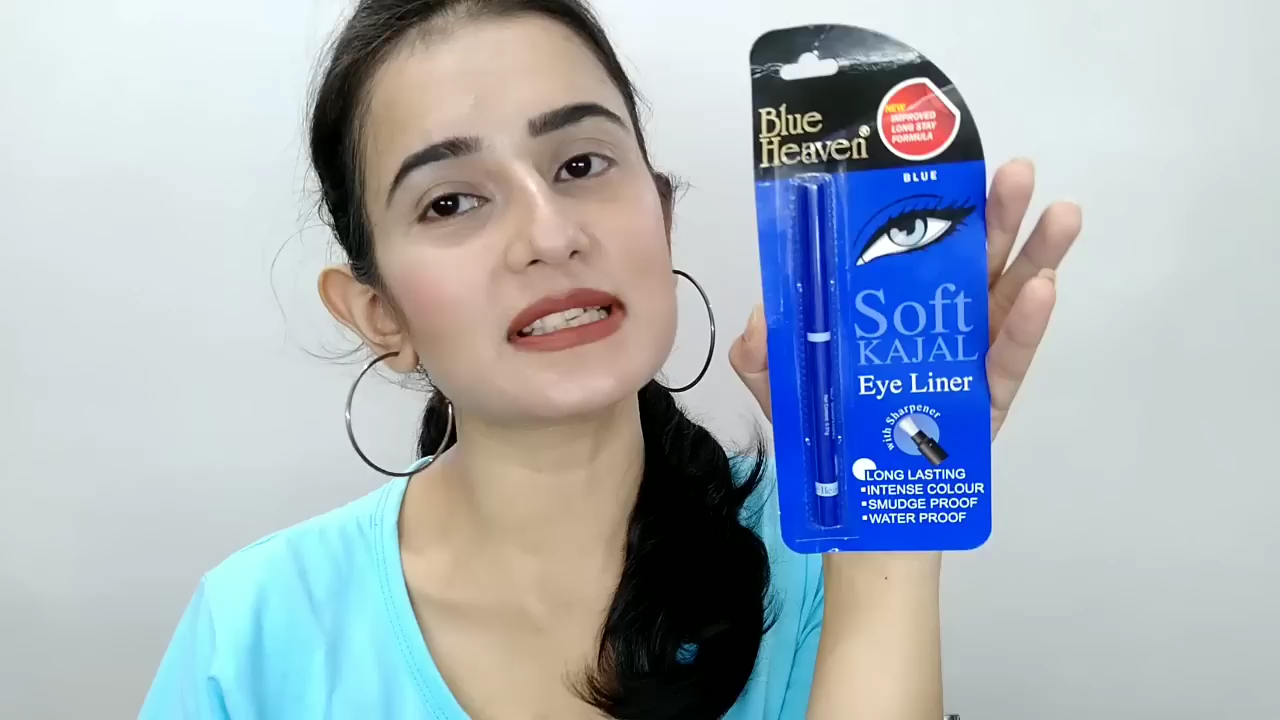 Blue
Heaven®
NEW
IMPROVED
LONG STAY
FORMULA
BLUE
Soft
KAJAL
Eye Liner
with Sharpener
LONG LASTING
▪INTENSE COLOUR
▪SMUDGE PROOF
▪WATER PROOF